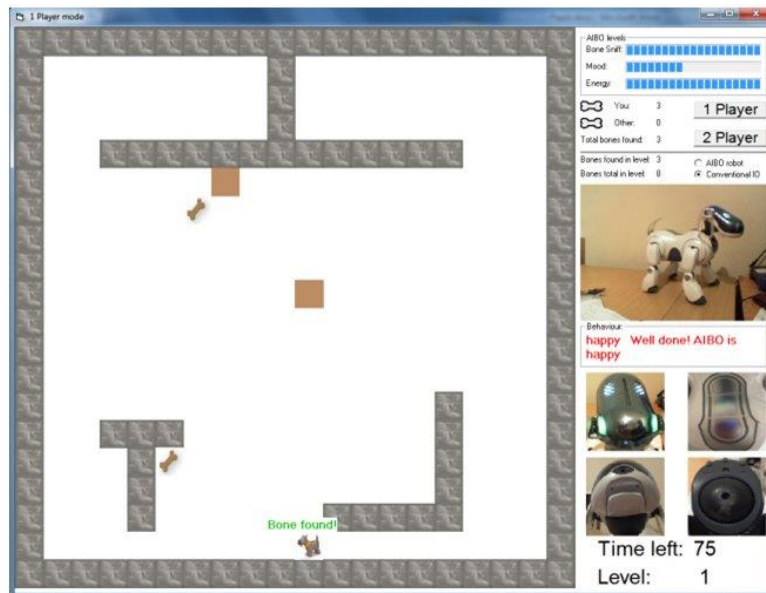 1 Player mode
AIBO levels
Bone Sniff:
Mood:
Energy:
You: 3
Other: 0
Total bones found: 3
1 Player
2 Player
Bones found in level: 3
Bones total in level: 8
AIBO robot
Conventional IO
Behaviour
happy Well done! AIBO is
happy
Bone found!
Time left: 75
Level: 1